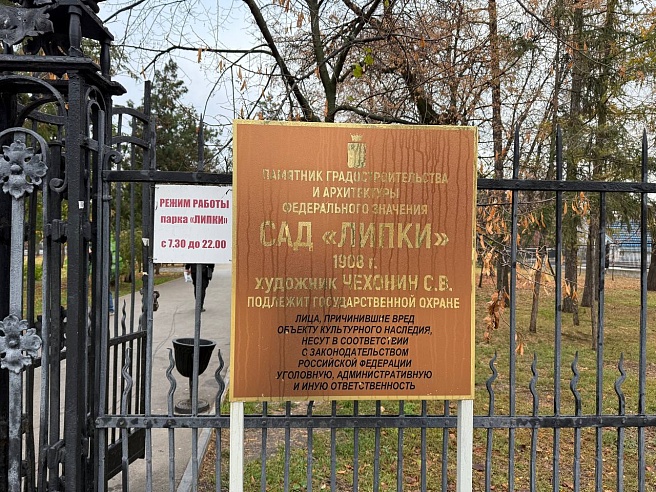 РЕЖИМ РАБОТЫ
парка «ЛИПКИ»
с 7.30 до 22.00
ПАМЯТНИК ГРАДОСТРОИТЕЛЬСТВА
И АРХИТЕКТУРЫ
ФЕДЕРАЛЬНОГО ЗНАЧЕНИЯ
САД «ЛИПКИ»
1908 г.
художник ЧЕХОНИН С.В.
ПОДЛЕЖИТ ГОСУДАРСТВЕННОЙ ОХРАНЕ
ЛИЦА, ПРИЧИНИВШИЕ ВРЕД
ОБЪЕКТУ КУЛЬТУРНОГО НАСЛЕДИЯ,
НЕСУТ В СООТВЕТСТВИИ
С ЗАКОНОДАТЕЛЬСТВОМ
РОССИЙСКОЙ ФЕДЕРАЦИИ
УГОЛОВНУЮ, АДМИНИСТРАТИВНУЮ
И ИНУЮ ОТВЕТСТВЕННОСТЬ